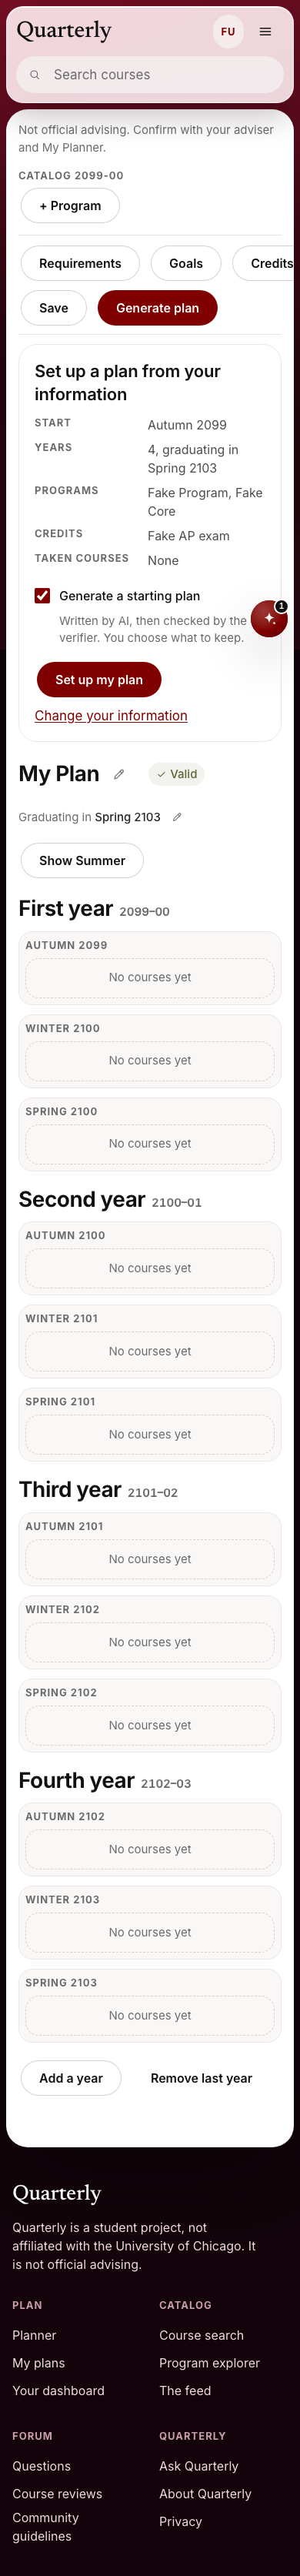 Quarterly
FU
Search courses
Not official advising. Confirm with your adviser
and My Planner.
CATALOG 2099-00
+ Program
Requirements
Goals
Credits
Save
Generate plan
Set up a plan from your
information
START
Autumn 2099
YEARS
4, graduating in
Spring 2103
PROGRAMS
Fake Program, Fake
Core
CREDITS
Fake AP exam
TAKEN COURSES
None
Generate a starting plan
1
Written by AI, then checked by the
verifier. You choose what to keep.
Set up my plan
Change your information
My Plan
Valid
Graduating in Spring 2103
Show Summer
First year 2099–00
AUTUMN 2099
No courses yet
WINTER 2100
No courses yet
SPRING 2100
No courses yet
Second year 2100–01
AUTUMN 2100
No courses yet
WINTER 2101
No courses yet
SPRING 2101
No courses yet
Third year 2101–02
AUTUMN 2101
No courses yet
WINTER 2102
No courses yet
SPRING 2102
No courses yet
Fourth year 2102–03
AUTUMN 2102
No courses yet
WINTER 2103
No courses yet
SPRING 2103
No courses yet
Add a year
Remove last year
Quarterly
Quarterly is a student project, not
affiliated with the University of Chicago. It
is not official advising.
PLAN
Planner
My plans
Your dashboard
CATALOG
Course search
Program explorer
The feed
FORUM
Questions
Course reviews
Community
guidelines
QUARTERLY
Ask Quarterly
About Quarterly
Privacy